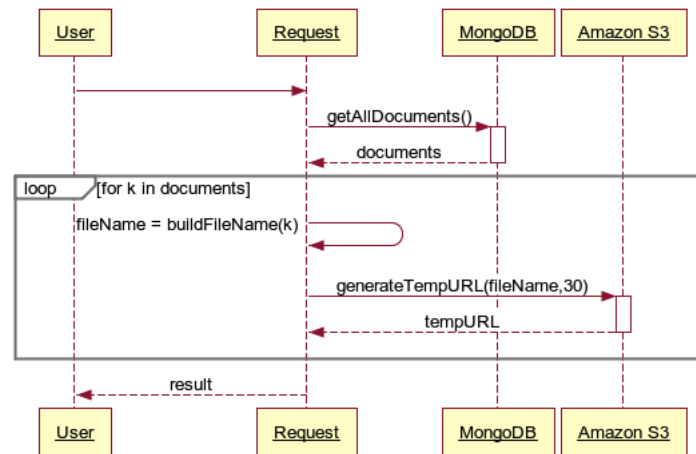 User Request MongoDB Amazon S3
getAllDocuments()
documents
loop [for k in documents]
fileName = buildFileName(k)
generateTempURL(fileName,30)
tempURL
result
User Request MongoDB Amazon S3